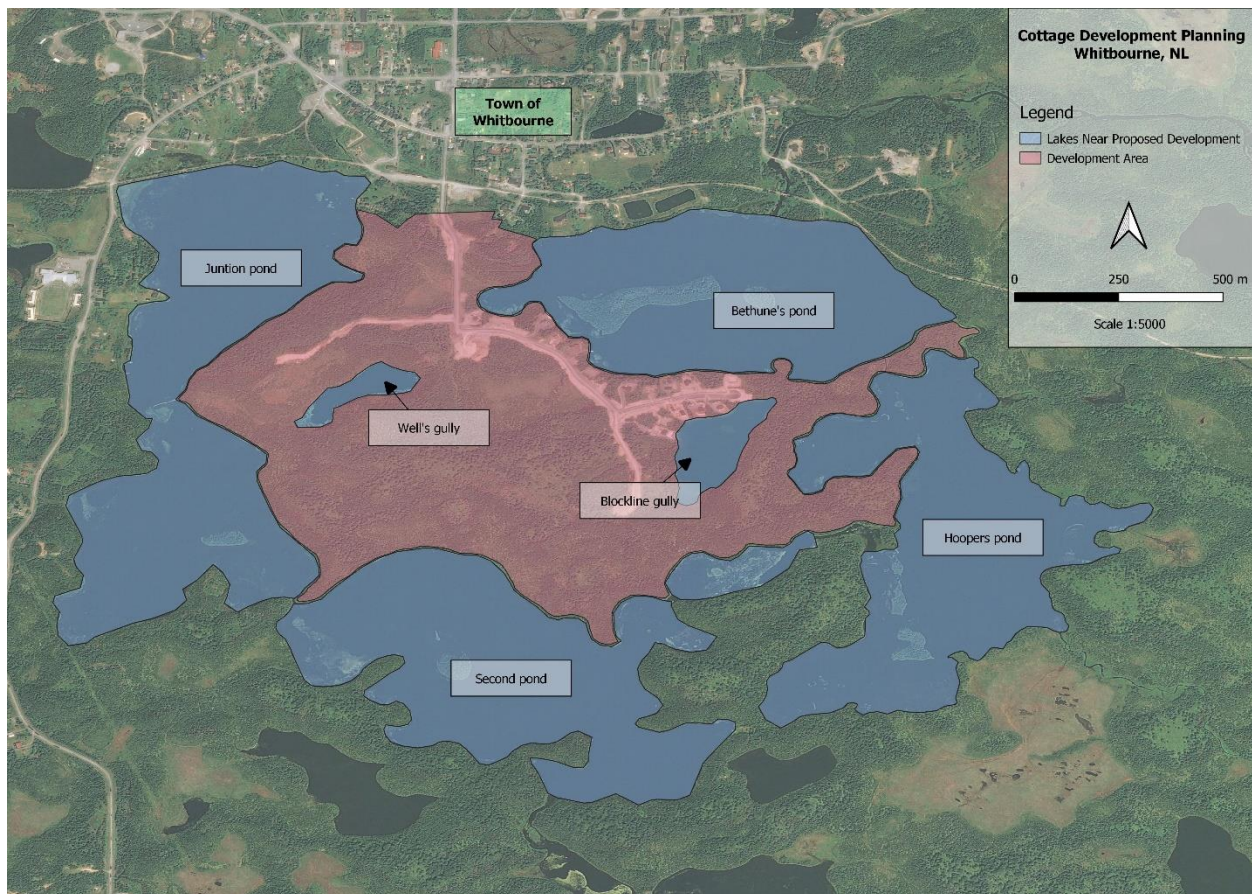 Cottage Development Planning
Whitbourne, NL
Legend
Lakes Near Proposed Development
Development Area
0 250 500 m
Scale 1:5000
Town of
Whitbourne
Juntion pond
Bethune's pond
Well's gully
Blockline gully
Hoopers pond
Second pond